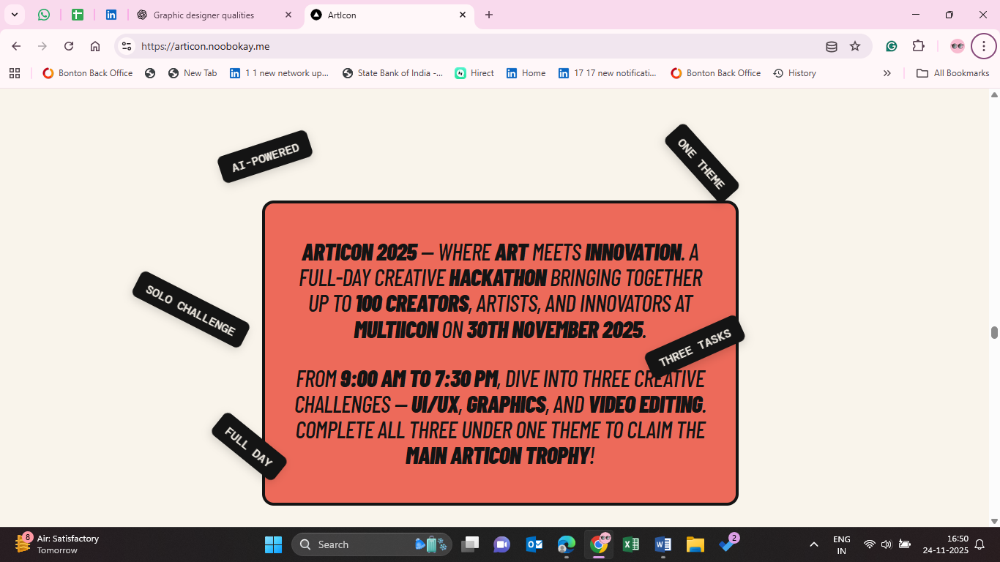 Graphic designer qualities
ArtIcon
https://articon.noobokay.me
Bonton Back Office
New Tab
1 1 new network up...
State Bank of India -...
Hirect
Home
17 17 new notificati...
Bonton Back Office
History
All Bookmarks
AI-POWERED
ONE THEME
ARTICON 2025 — WHERE ART MEETS INNOVATION. A
FULL-DAY CREATIVE HACKATHON BRINGING TOGETHER
UP TO 100 CREATORS, ARTISTS, AND INNOVATORS AT
MULTIICON ON 30TH NOVEMBER 2025.
SOLO CHALLENGE
THREE TASKS
FROM 9:00 AM TO 7:30 PM, DIVE INTO THREE CREATIVE
CHALLENGES — UI/UX, GRAPHICS, AND VIDEO EDITING.
COMPLETE ALL THREE UNDER ONE THEME TO CLAIM THE
MAIN ARTICON TROPHY!
FULL DAY
8
Air: Satisfactory
Tomorrow
Search
2
ENG
IN
16:50
24-11-2025